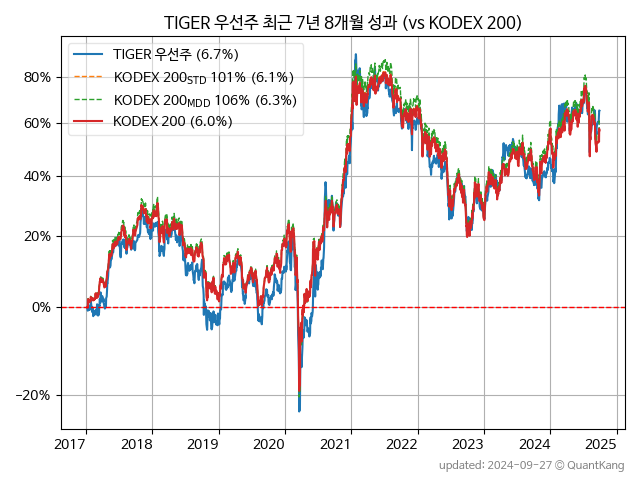 TIGER 우선주 최근 7년 8개월 성과 (vs KODEX 200)
TIGER 우선주 (6.7%)
KODEX 200STD 101% (6.1%)
KODEX 200MDD 106% (6.3%)
KODEX 200 (6.0%)
80%
60%
40%
20%
0%
−20%
2017 2018 2019 2020 2021 2022 2023 2024 2025
updated: 2024-09-27 © QuantKang